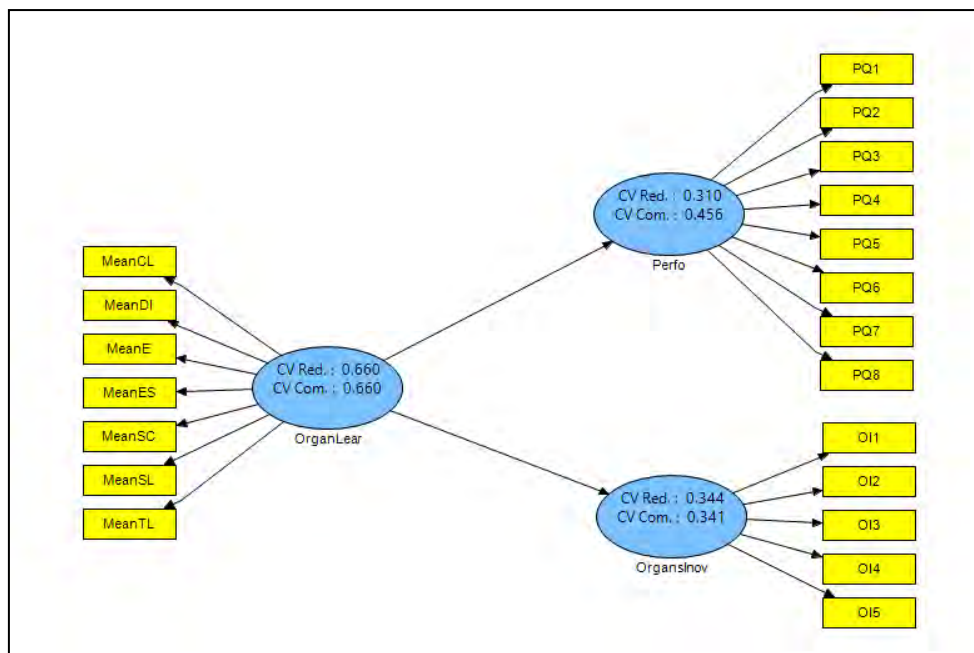 MeanCL
MeanDI
MeanE
MeanES
MeanSC
MeanSL
MeanTL
CV Red. : 0.660
CV Com. : 0.660
OrganLear
CV Red. : 0.310
CV Com. : 0.456
Perfo
CV Red. : 0.344
CV Com. : 0.341
OrgansInov
PQ1
PQ2
PQ3
PQ4
PQ5
PQ6
PQ7
PQ8
OI1
OI2
OI3
OI4
OI5